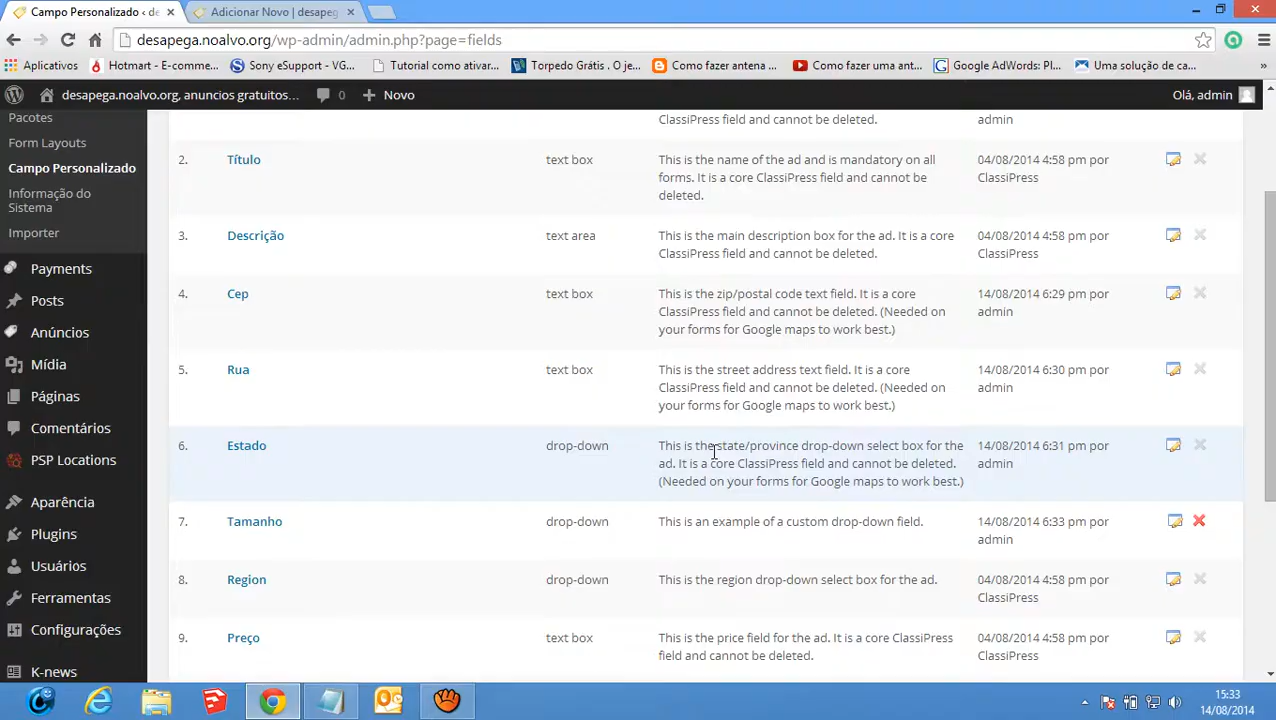 Campo Personalizado ‹ de
Adicionar Novo | desapeg
desapega.noalvo.org/wp-admin/admin.php?page=fields
Aplicativos
Hotmart - E-comme...
Sony eSupport - VG...
Tutorial como ativar...
Torpedo Grátis . O je...
Como fazer antena ...
Como fazer uma ant...
Google AdWords: Pl...
Uma solução de ca...
»
desapega.noalvo.org, anuncios gratuitos...
0
Novo
Olá, admin
Pacotes
Form Layouts
Campo Personalizado
Informação do
Sistema
Importer
Payments
Posts
Anúncios
Mídia
Páginas
Comentários
PSP Locations
Aparência
Plugins
Usuários
Ferramentas
Configurações
K-news
ClassiPress field and cannot be deleted.
admin
2. Título text box This is the name of the ad and is mandatory on all 04/08/2014 4:58 pm por
forms. It is a core ClassiPress field and cannot be ClassiPress
deleted.
3. Descrição text area This is the main description box for the ad. It is a core 04/08/2014 4:58 pm por
ClassiPress field and cannot be deleted. ClassiPress
4. Cep text box This is the zip/postal code text field. It is a core 14/08/2014 6:29 pm por
ClassiPress field and cannot be deleted. (Needed on admin
your forms for Google maps to work best.)
5. Rua text box This is the street address text field. It is a core 14/08/2014 6:30 pm por
ClassiPress field and cannot be deleted. (Needed on admin
your forms for Google maps to work best.)
6. Estado drop-down This is the state/province drop-down select box for the 14/08/2014 6:31 pm por
ad. It is a core ClassiPress field and cannot be deleted. admin
(Needed on your forms for Google maps to work best.)
7. Tamanho drop-down This is an example of a custom drop-down field. 14/08/2014 6:33 pm por
admin
8. Region drop-down This is the region drop-down select box for the ad. 04/08/2014 4:58 pm por
ClassiPress
9. Preço text box This is the price field for the ad. It is a core ClassiPress 04/08/2014 4:58 pm por
field and cannot be deleted. ClassiPress
15:33
14/08/2014